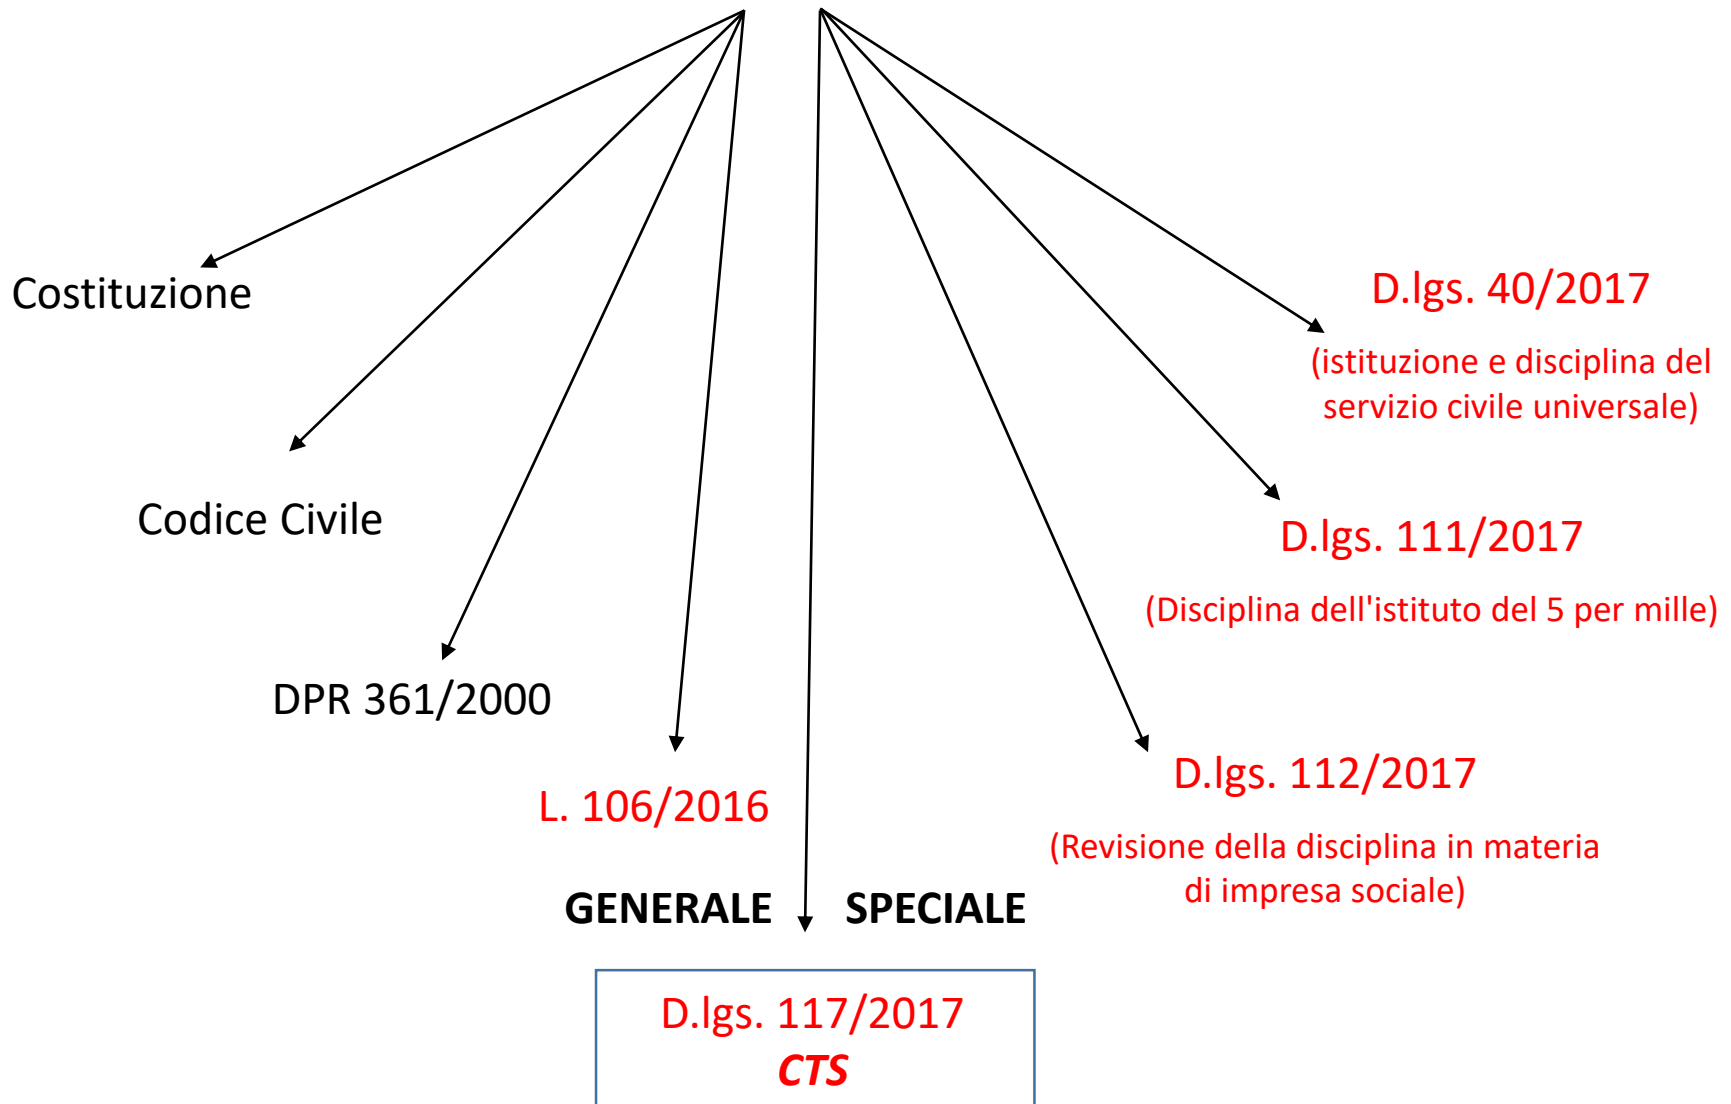 Costituzione
D.lgs. 40/2017
(istituzione e disciplina del
servizio civile universale)
Codice Civile
D.lgs. 111/2017
(Disciplina dell'istituto del 5 per mille)
DPR 361/2000
L. 106/2016
D.lgs. 112/2017
(Revisione della disciplina in materia
di impresa sociale)
GENERALE SPECIALE
D.lgs. 117/2017
CTS